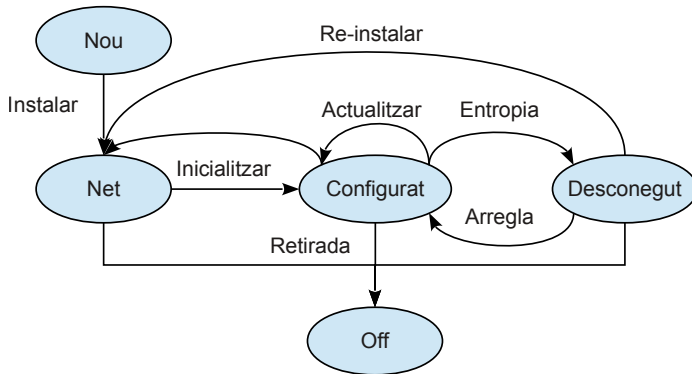 Nou
Re-instalar
Instalar
Actualitzar
Entropia
Net
Inicialitzar
Configurat
Desconegut
Arregla
Retirada
Off